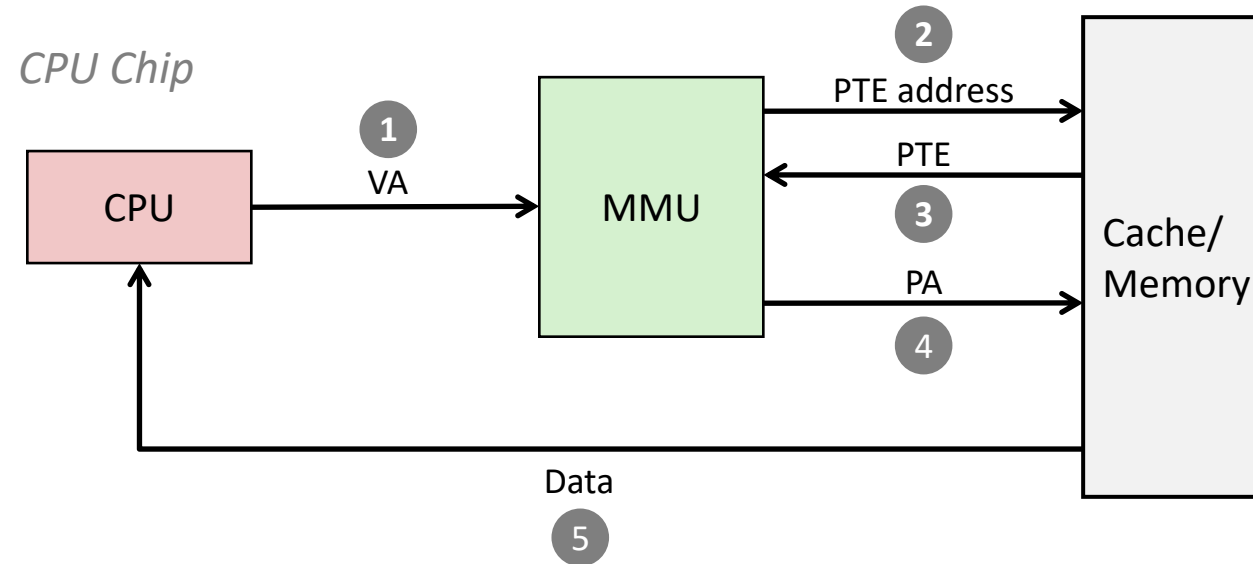 CPU Chip
2
PTE address
1
VA
PTE
CPU
MMU
3
Cache/
Memory
PA
4
Data
5